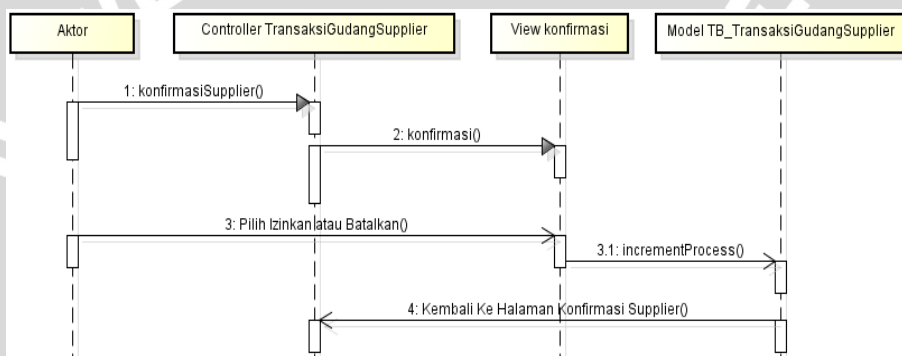 Aktor
Controller TransaksiGudangSupplier
View konfirmasi
Model TB_TransaksiGudangSupplier
1: konfirmasiSupplier()
2: konfirmasi()
3: Pilih Izinkan atau Batalkan()
3.1: incrementProcess()
4: Kembali Ke Halaman Konfirmasi Supplier()